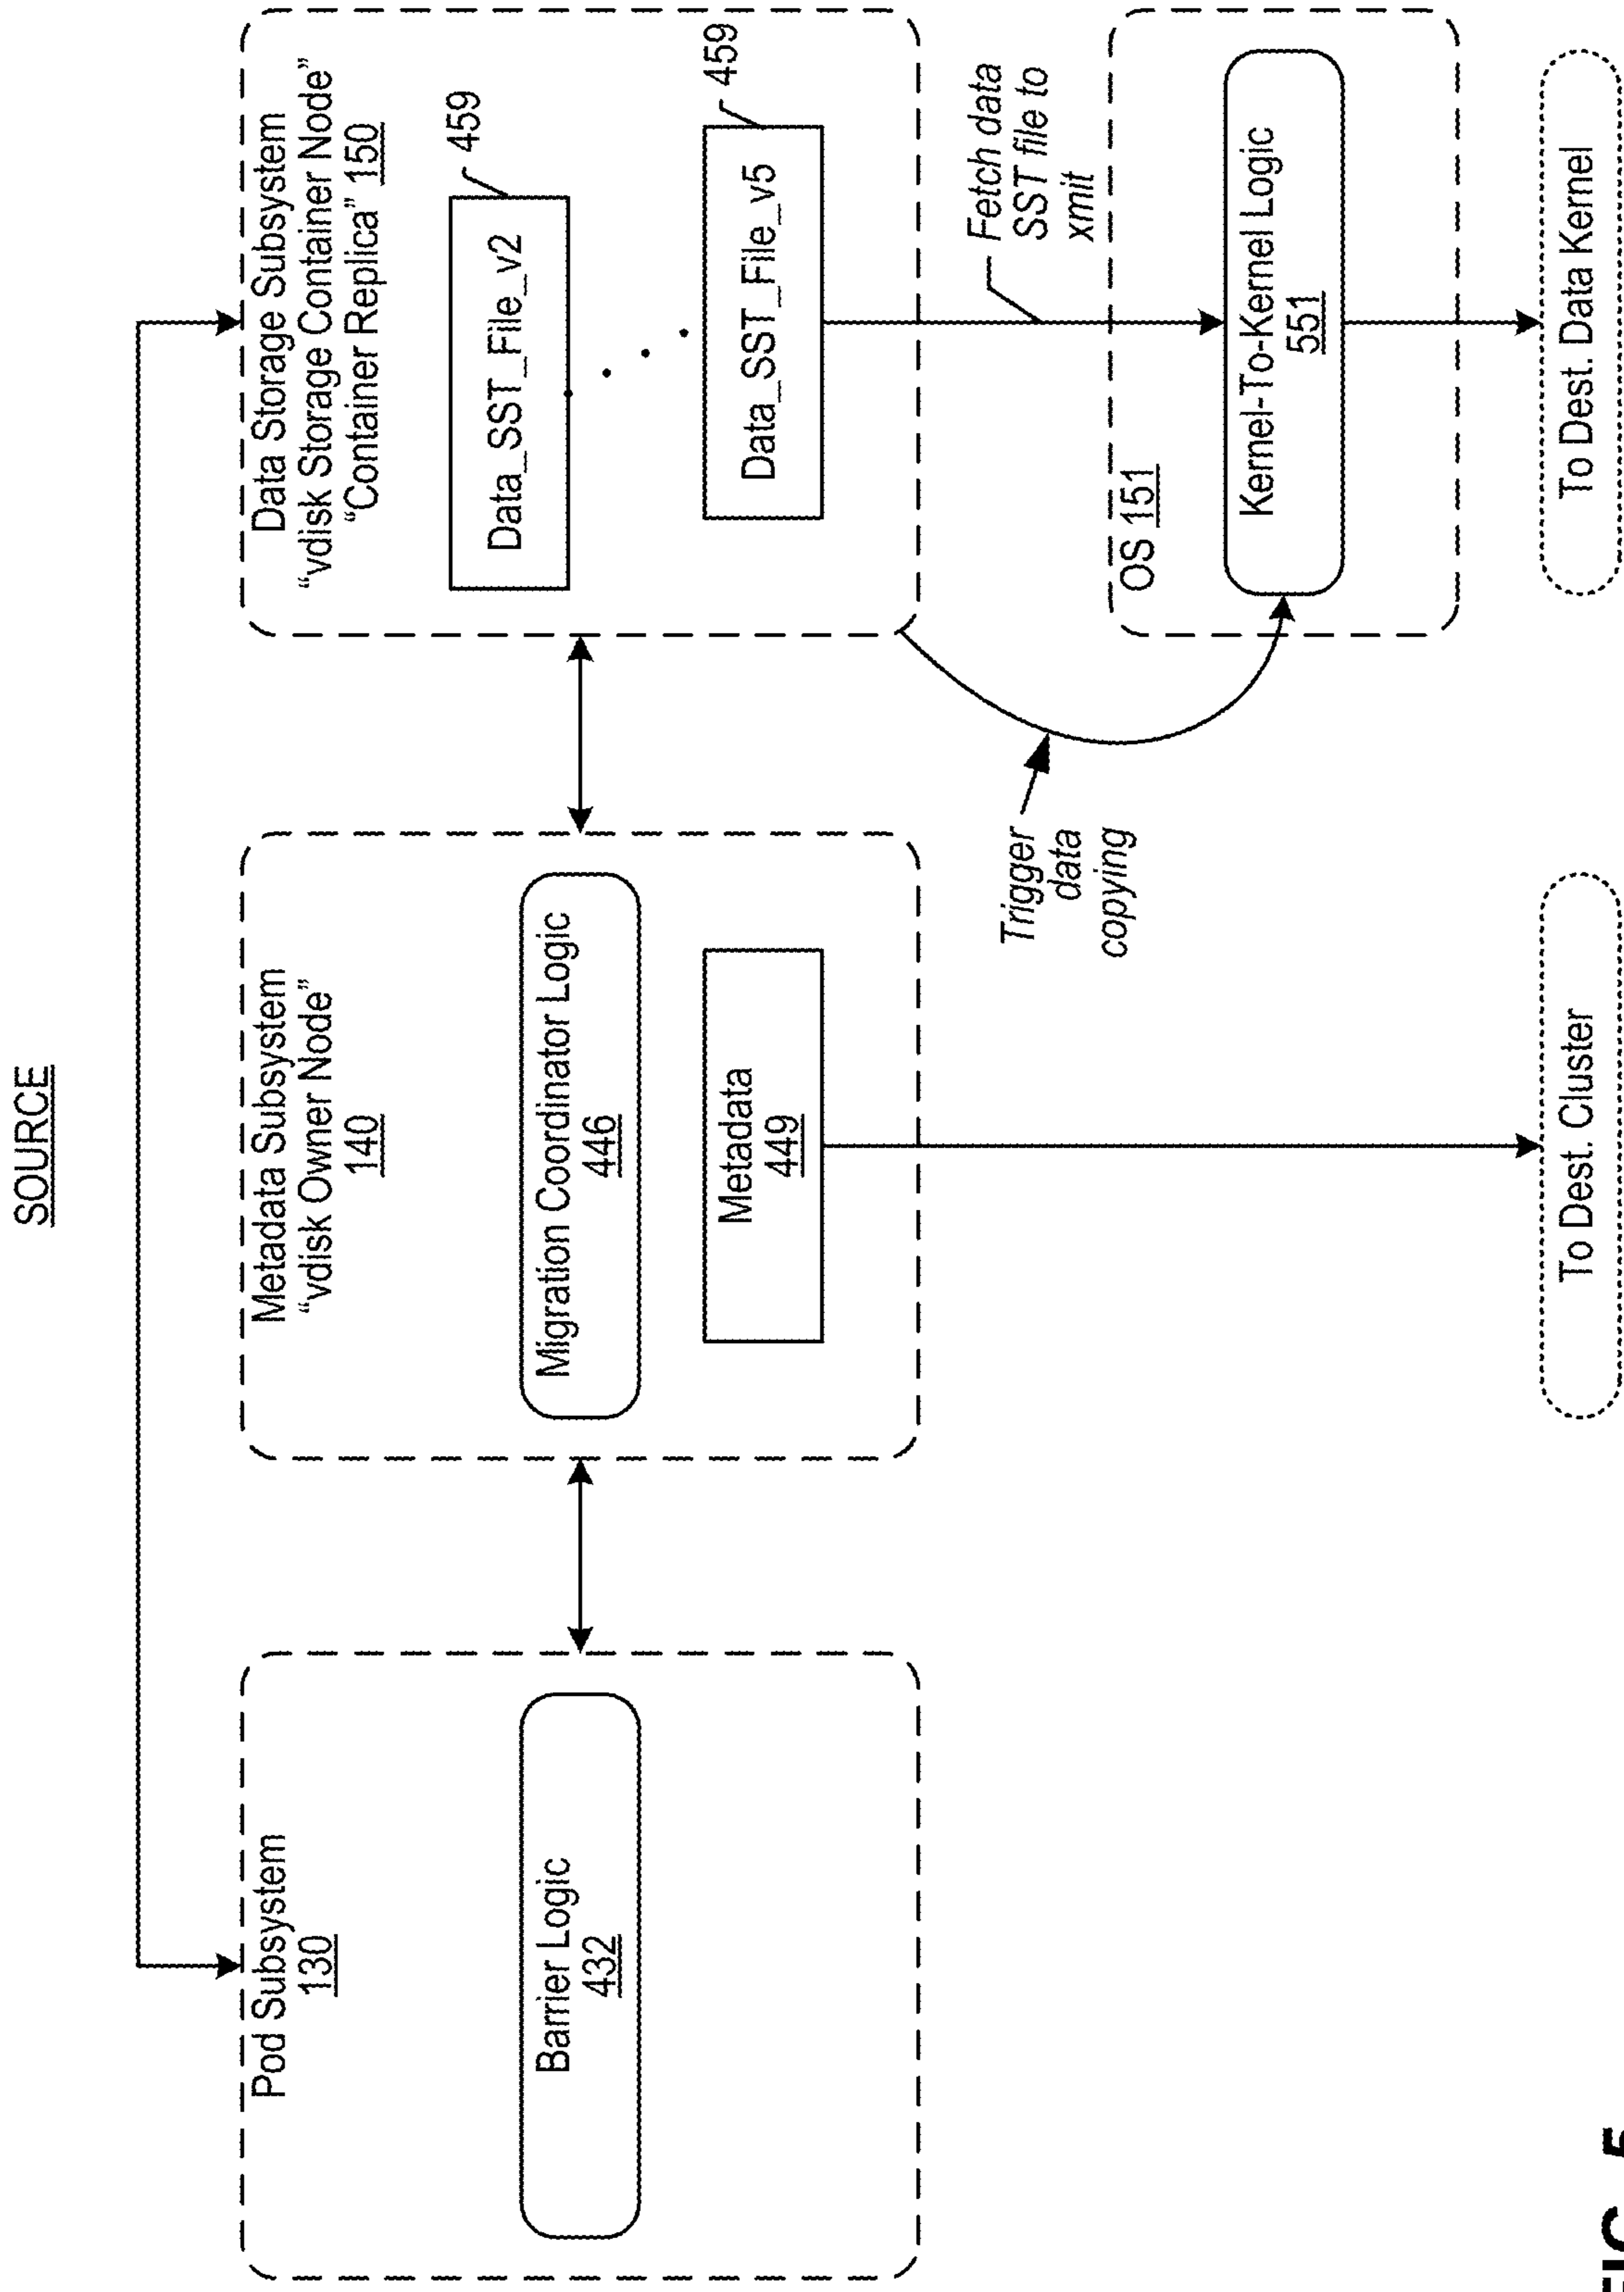 SOURCE
Pod Subsystem
130
Barrier Logic
432
Metadata Subsystem
“vdisk Owner Node”
140
Migration Coordinator Logic
446
Metadata
449
Data Storage Subsystem
“vdisk Storage Container Node”
“Container Replica” 150
Data_SST_File_v2
459
Data_SST_File_v5
459
Trigger
data
copying
Fetch data
SST file to
xmit
OS 151
Kernel-To-Kernel Logic
551
To Dest. Cluster
To Dest. Data Kernel